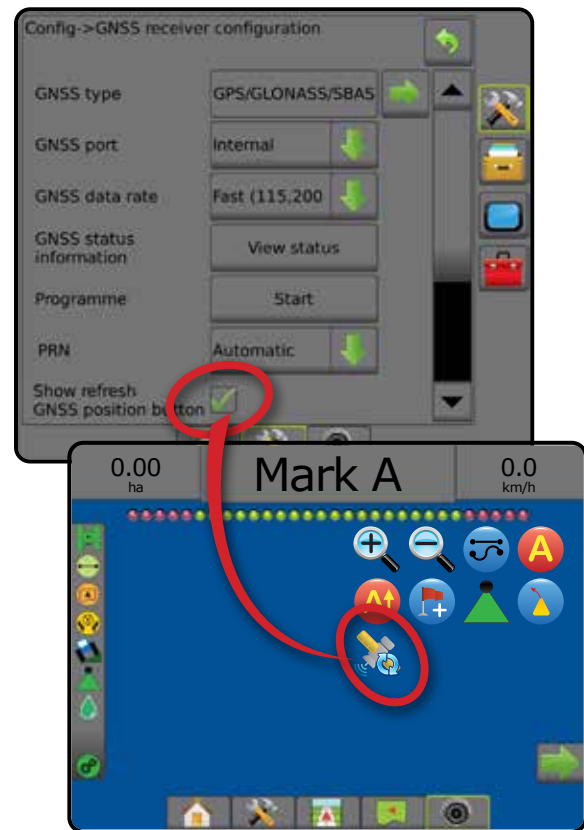 Config->GNSS receiver configuration
GNSS type GPS/GLONASS/SBAS
GNSS port Internal
GNSS data rate Fast (115,200
GNSS status
information View status
Programme Start
PRN Automatic
Show refresh
GNSS position button
0.00 Mark A 0.0
ha km/h
A
A
A